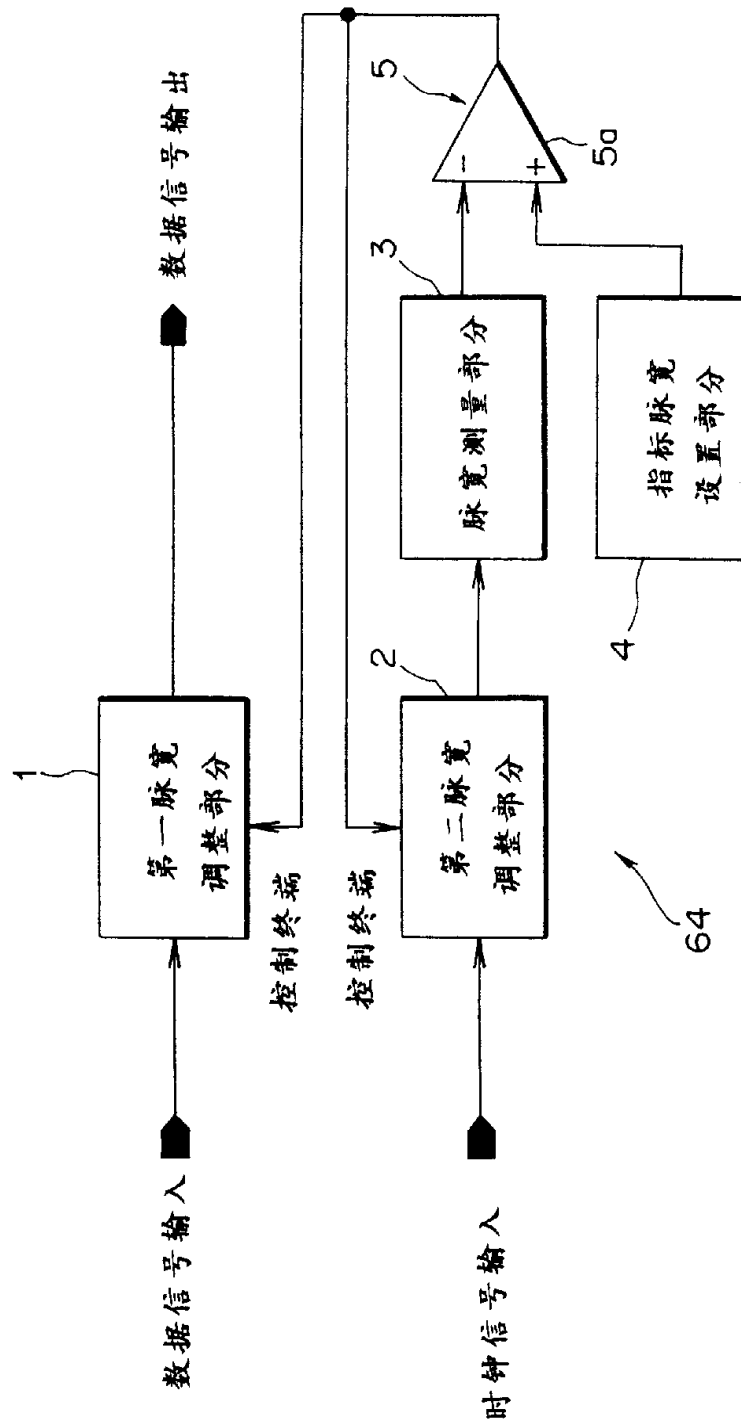 数据信号输入
1
第一脉宽
调整部分
数据信号输出
控制终端
控制终端
时钟信号输入
2
第二脉宽
调整部分
3
脉宽测量部分
4
指标脉宽
设置部分
5
-
+
5a
64